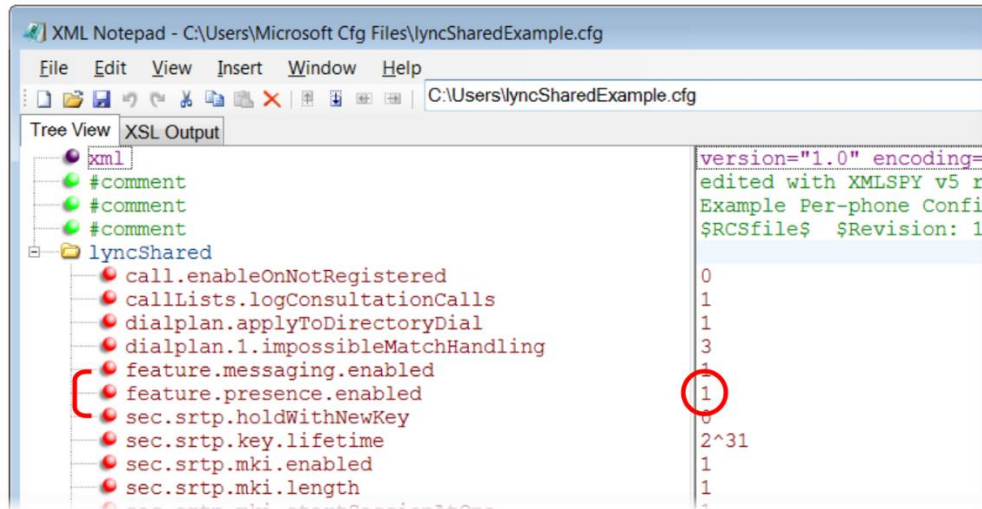 XML Notepad - C:\Users\Microsoft Cfg Files\lyncSharedExample.cfg
File Edit View Insert Window Help
C:\Users\lyncSharedExample.cfg
Tree View XSL Output
xml version="1.0" encoding=
#comment edited with XMLSPY v5 r
#comment Example Per-phone Confi
#comment $RCSfile$ $Revision: 1
lyncShared
call.enableOnNotRegistered 0
callLists.logConsultationCalls 1
dialplan.applyToDirectoryDial 1
dialplan.1.impossibleMatchHandling 3
feature.messaging.enabled 1
feature.presence.enabled 1
sec.srtp.holdWithNewKey 0
sec.srtp.key.lifetime 2^31
sec.srtp.mki.enabled 1
sec.srtp.mki.length 1